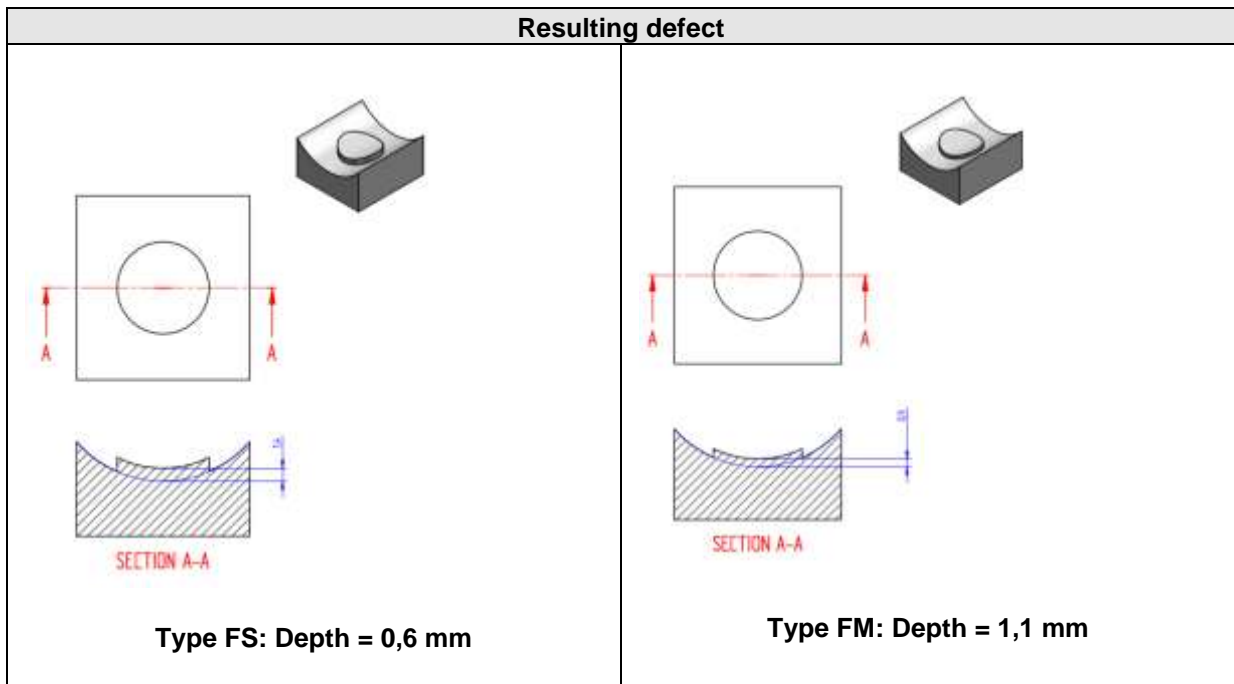 Resulting defect
A A
SECTION A-A
Type FS: Depth = 0,6 mm
A A
SECTION A-A
Type FM: Depth = 1,1 mm